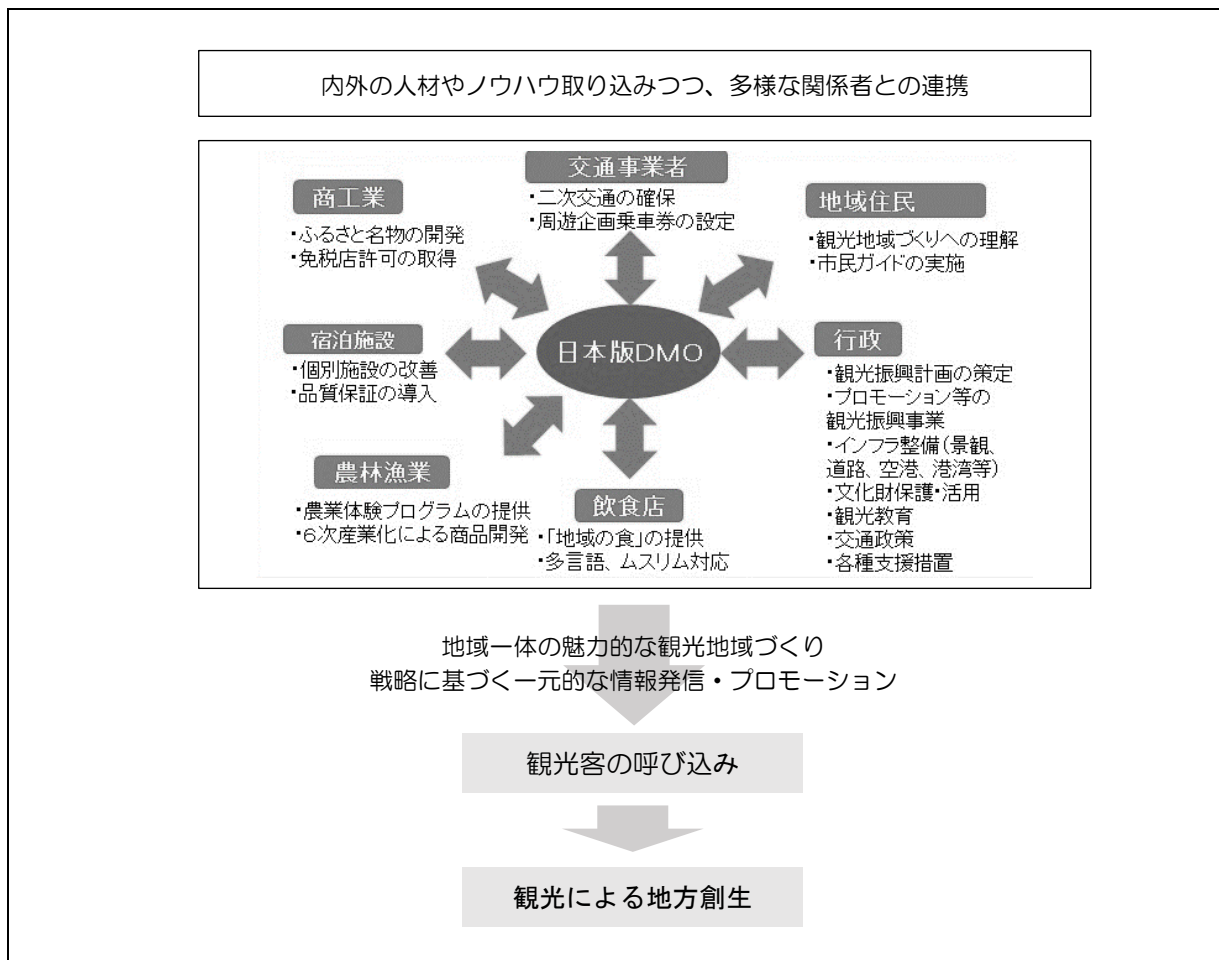 内外の人材やノウハウ取り込みつつ、多様な関係者との連携
交通事業者
・二次交通の確保
・周遊企画乗車券の設定
商工業
・ふるさと名物の開発
・免税店許可の取得
地域住民
・観光地域づくりへの理解
・市民ガイドの実施
宿泊施設
・個別施設の改善
・品質保証の導入
日本版DMO
行政
・観光振興計画の策定
・プロモーション等の
観光振興事業
・インフラ整備(景観、
道路、空港、港湾等)
・文化財保護・活用
・観光教育
・交通政策
・各種支援措置
農林漁業
・農業体験プログラムの提供
・6次産業化による商品開発
飲食店
・「地域の食」の提供
・多言語、ムスリム対応
地域一体の魅力的な観光地域づくり
戦略に基づく一元的な情報発信・プロモーション
観光客の呼び込み
観光による地方創生